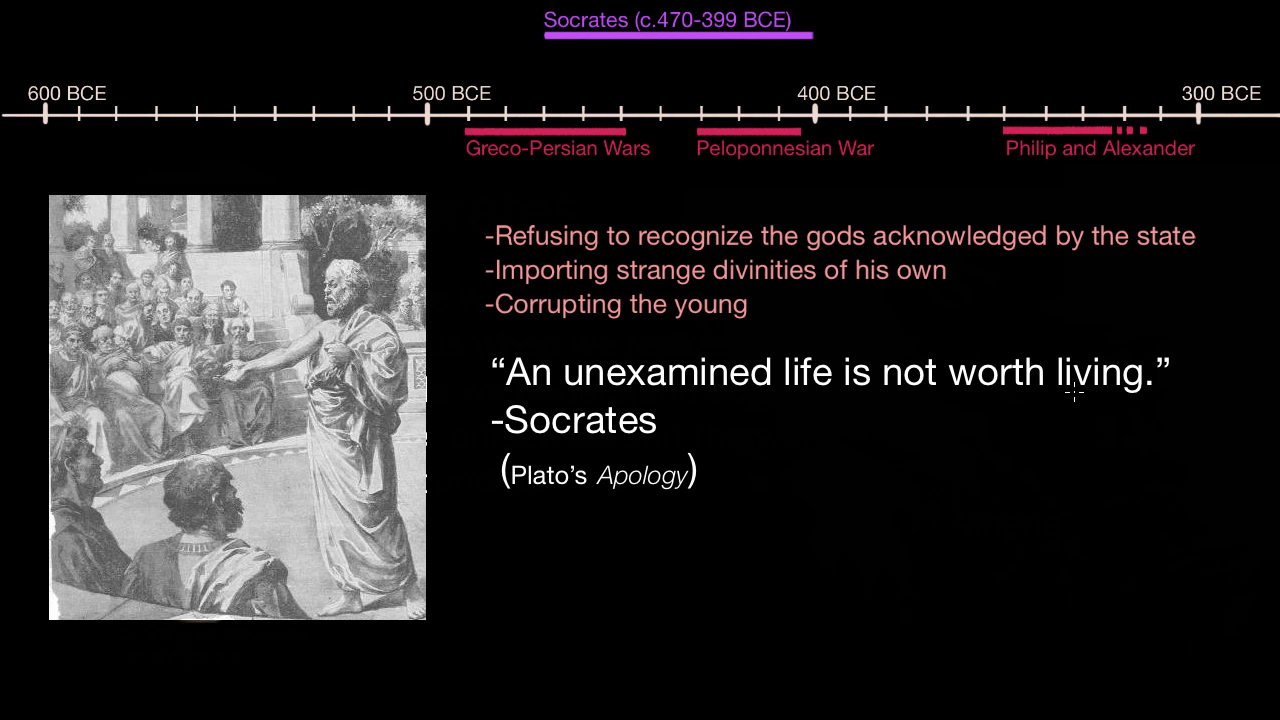 Socrates (c.470-399 BCE)
600 BCE 500 BCE 400 BCE 300 BCE
Greco-Persian Wars Peloponnesian War Philip and Alexander
-Refusing to recognize the gods acknowledged by the state
-Importing strange divinities of his own
-Corrupting the young
“An unexamined life is not worth living.”
-Socrates
(Plato’s Apology)